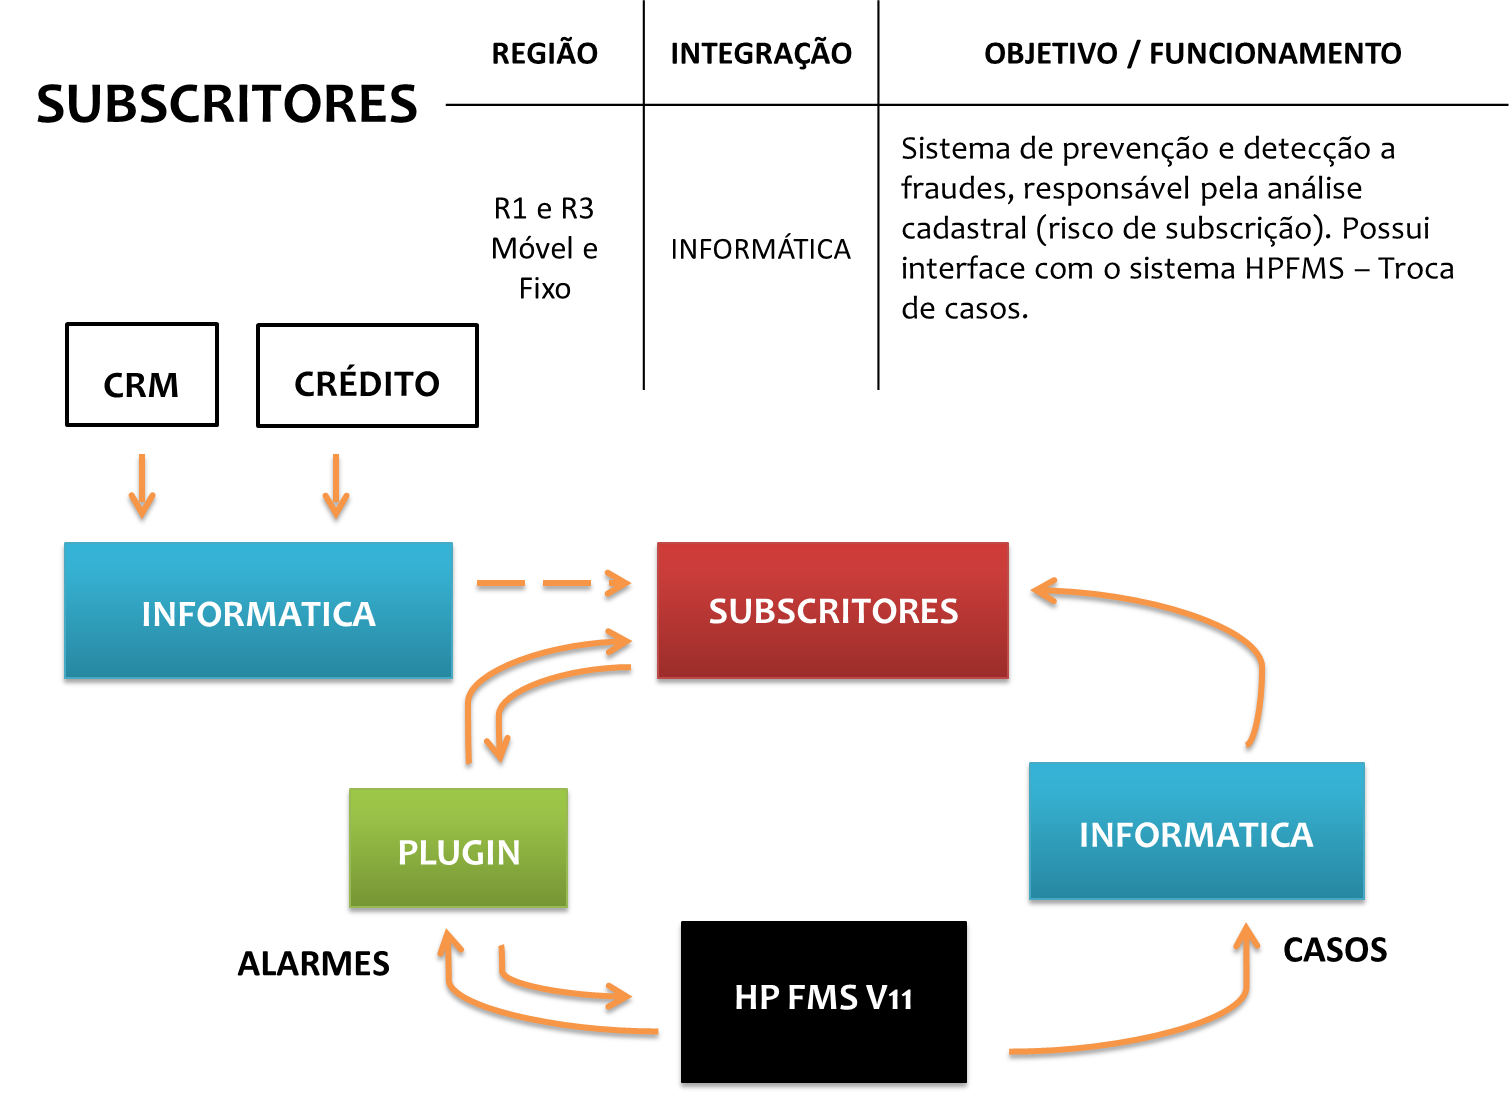 SUBSCRITORES
REGIÃO
INTEGRAÇÃO
OBJETIVO / FUNCIONAMENTO
R1 e R3
Móvel e
Fixo
INFORMÁTICA
Sistema de prevenção e detecção a
fraudes, responsável pela análise
cadastral (risco de subscrição). Possui
interface com o sistema HPFMS – Troca
de casos.
CRM
CRÉDITO
INFORMATICA
SUBSCRITORES
PLUGIN
INFORMATICA
ALARMES
HP FMS V11
CASOS